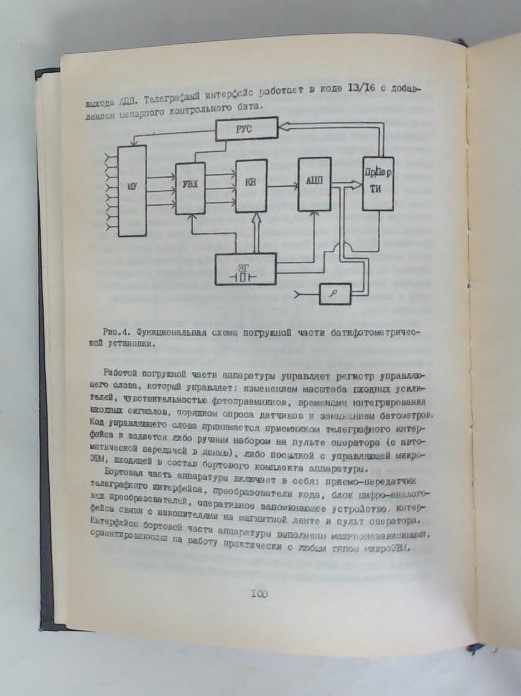 выхода АЦП. Телеграфный интерфейс работает в коде 13/16 с добав-
лением непарного контрольного бита.
РУС
МУ
УВХ
КН
АЦП
ПрПер
ТИ
ЗГ
Р
Рис.4. Функциональная схема погружной части батифотометричес-
кой установки.
Работой погружной части аппаратуры управляет регистр управляю-
щего слова, который управляет: изменением масштаба входных усили-
телей, чувствительностью фотоприемников, временами интегрирования
входных сигналов, порядком опроса датчиков и замыканием батометров.
Код управляющего слова принимается приемником телеграфного интер-
фейса и задается либо ручным набором на пульте оператора (с авто-
матической передачей в линию), либо посылкой с управляющей микро-
ЭВМ, входящей в состав бортового комплекта аппаратуры.
Бортовая часть аппаратуры включает в себя: приемо-передатчик
телеграфного интерфейса, преобразователи кода, блок цифро-аналого-
вых преобразователей, оперативное запоминающее устройство, интер-
фейсы связи с накопителями на магнитной ленте и пульт оператора.
Интерфейсы бортовой части аппаратуры выполнены машинонезависимыми,
ориентированными на работу практически с любым типом микроЭВМ.
100